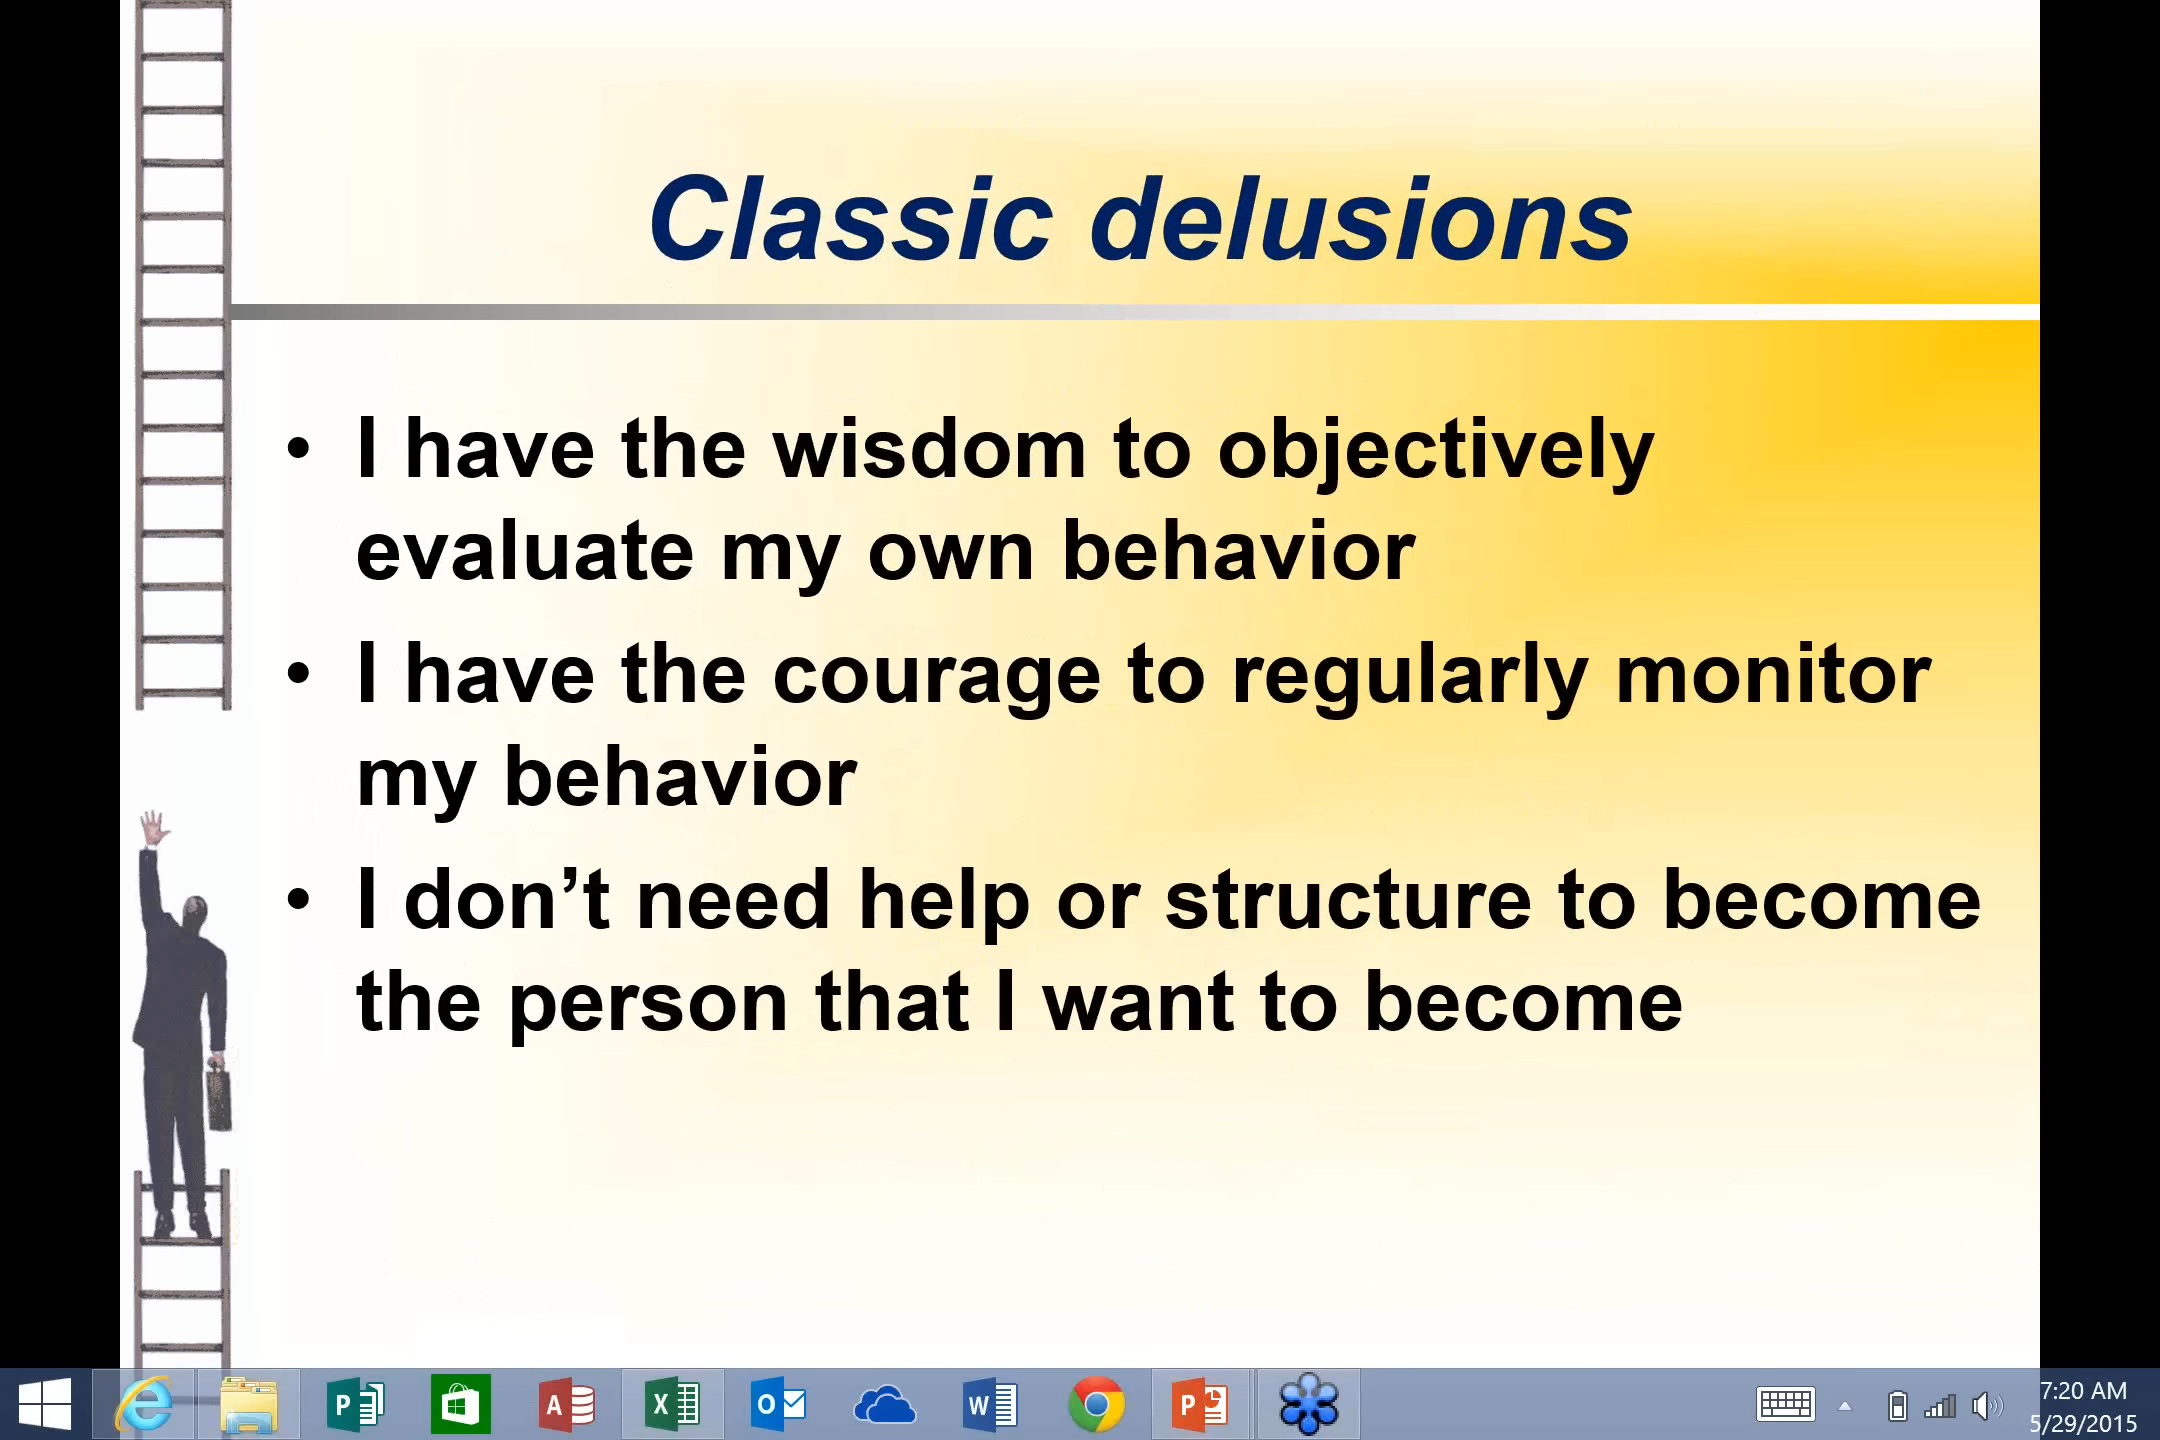 Classic delusions
• I have the wisdom to objectively
evaluate my own behavior
• I have the courage to regularly monitor
my behavior
• I don’t need help or structure to become
the person that I want to become
P
A
X
O
W
P
7:20 AM
5/29/2015